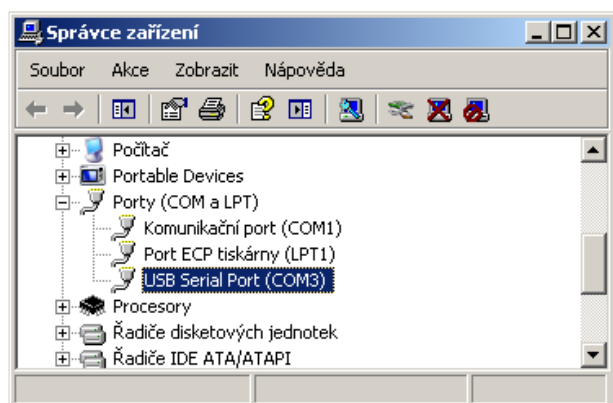 Správce zařízení
Soubor Akce Zobrazit Nápověda
Počítač
Portable Devices
Porty (COM a LPT)
Komunikační port (COM1)
Port ECP tiskárny (LPT1)
USB Serial Port (COM3)
Procesory
Řadiče disketových jednotek
Řadiče IDE ATA/ATAPI